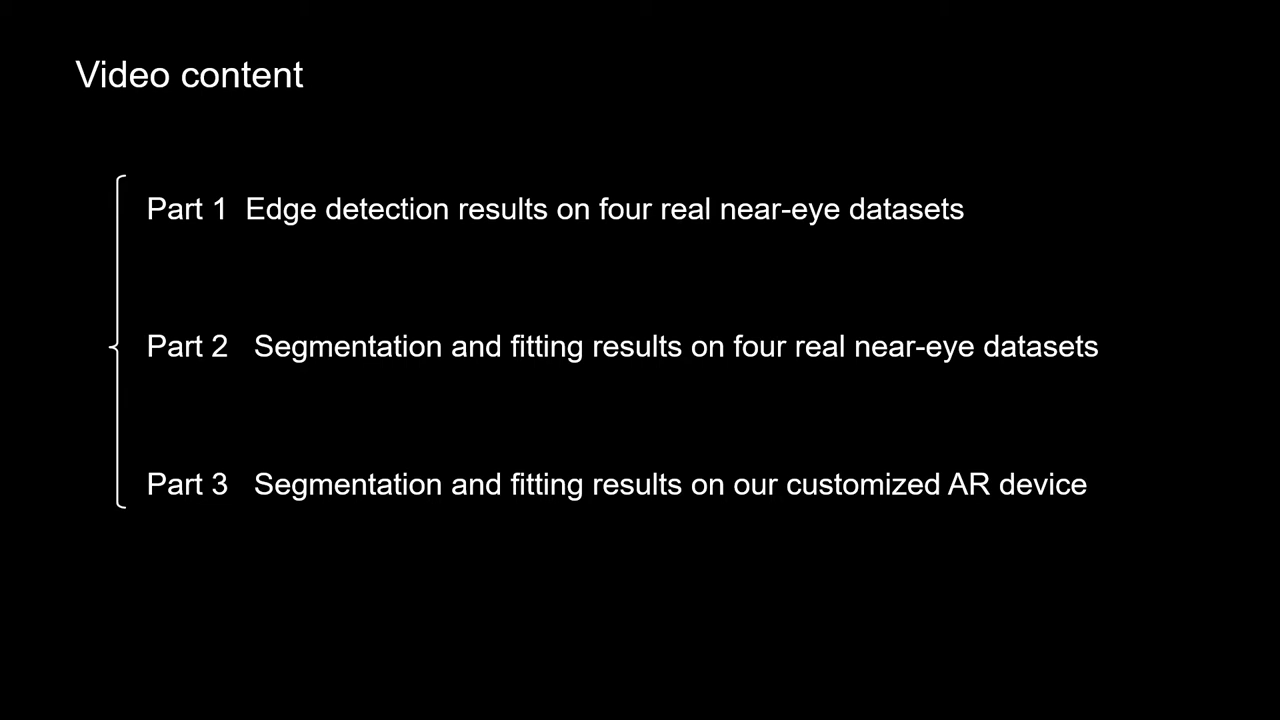 Video content
Part 1 Edge detection results on four real near-eye datasets
Part 2 Segmentation and fitting results on four real near-eye datasets
Part 3 Segmentation and fitting results on our customized AR device